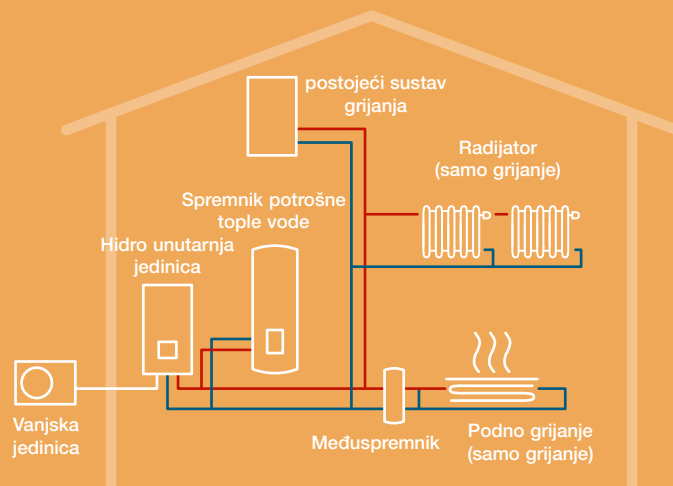 postojeći sustav
grijanja
Radijator
(samo grijanje)
Spremnik potrošne
tople vode
Hidro unutarnja
jedinica
Vanjska
jedinica
Međuspremnik
Podno grijanje
(samo grijanje)